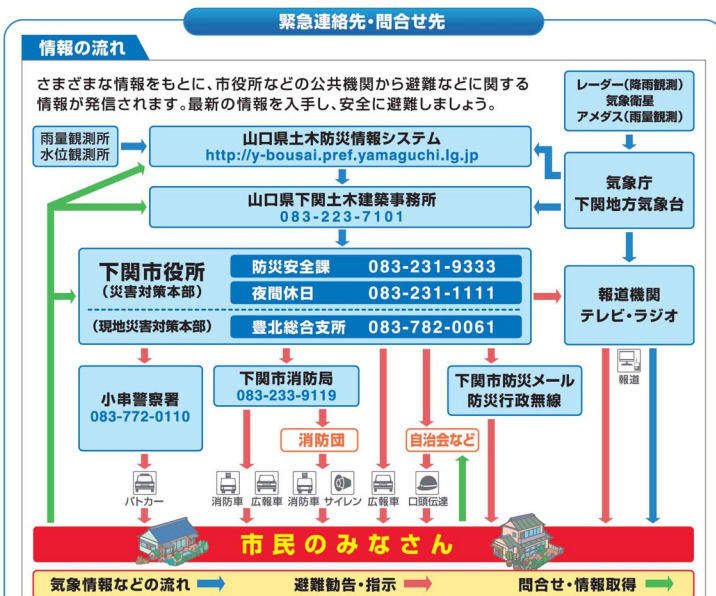 緊急連絡先・問合せ先
情報の流れ
さまざまな情報をもとに、市役所などの公共機関から避難などに関する
情報が発信されます。最新の情報を入手し、安全に避難しましょう。
レーダー(降雨観測)
気象衛星
アメダス(雨量観測)
雨量観測所
水位観測所
山口県土木防災情報システム
http://y-bousai.pref.yamaguchi.lg.jp
気象庁
下関地方気象台
山口県下関土木建築事務所
083-223-7101
下関市役所
(災害対策本部)
防災安全課 083-231-9333
夜間休日 083-231-1111
(現地災害対策本部)
豊北総合支所 083-782-0061
報道機関
テレビ・ラジオ
報道
小串警察署
083-772-0110
下関市消防局
083-233-9119
下関市防災メール
防災行政無線
消防団
自治会など
パトカー
消防車
広報車
消防車
サイレン
広報車
口頭伝達
市民のみなさん
気象情報などの流れ
避難勧告・指示
問合せ・情報取得